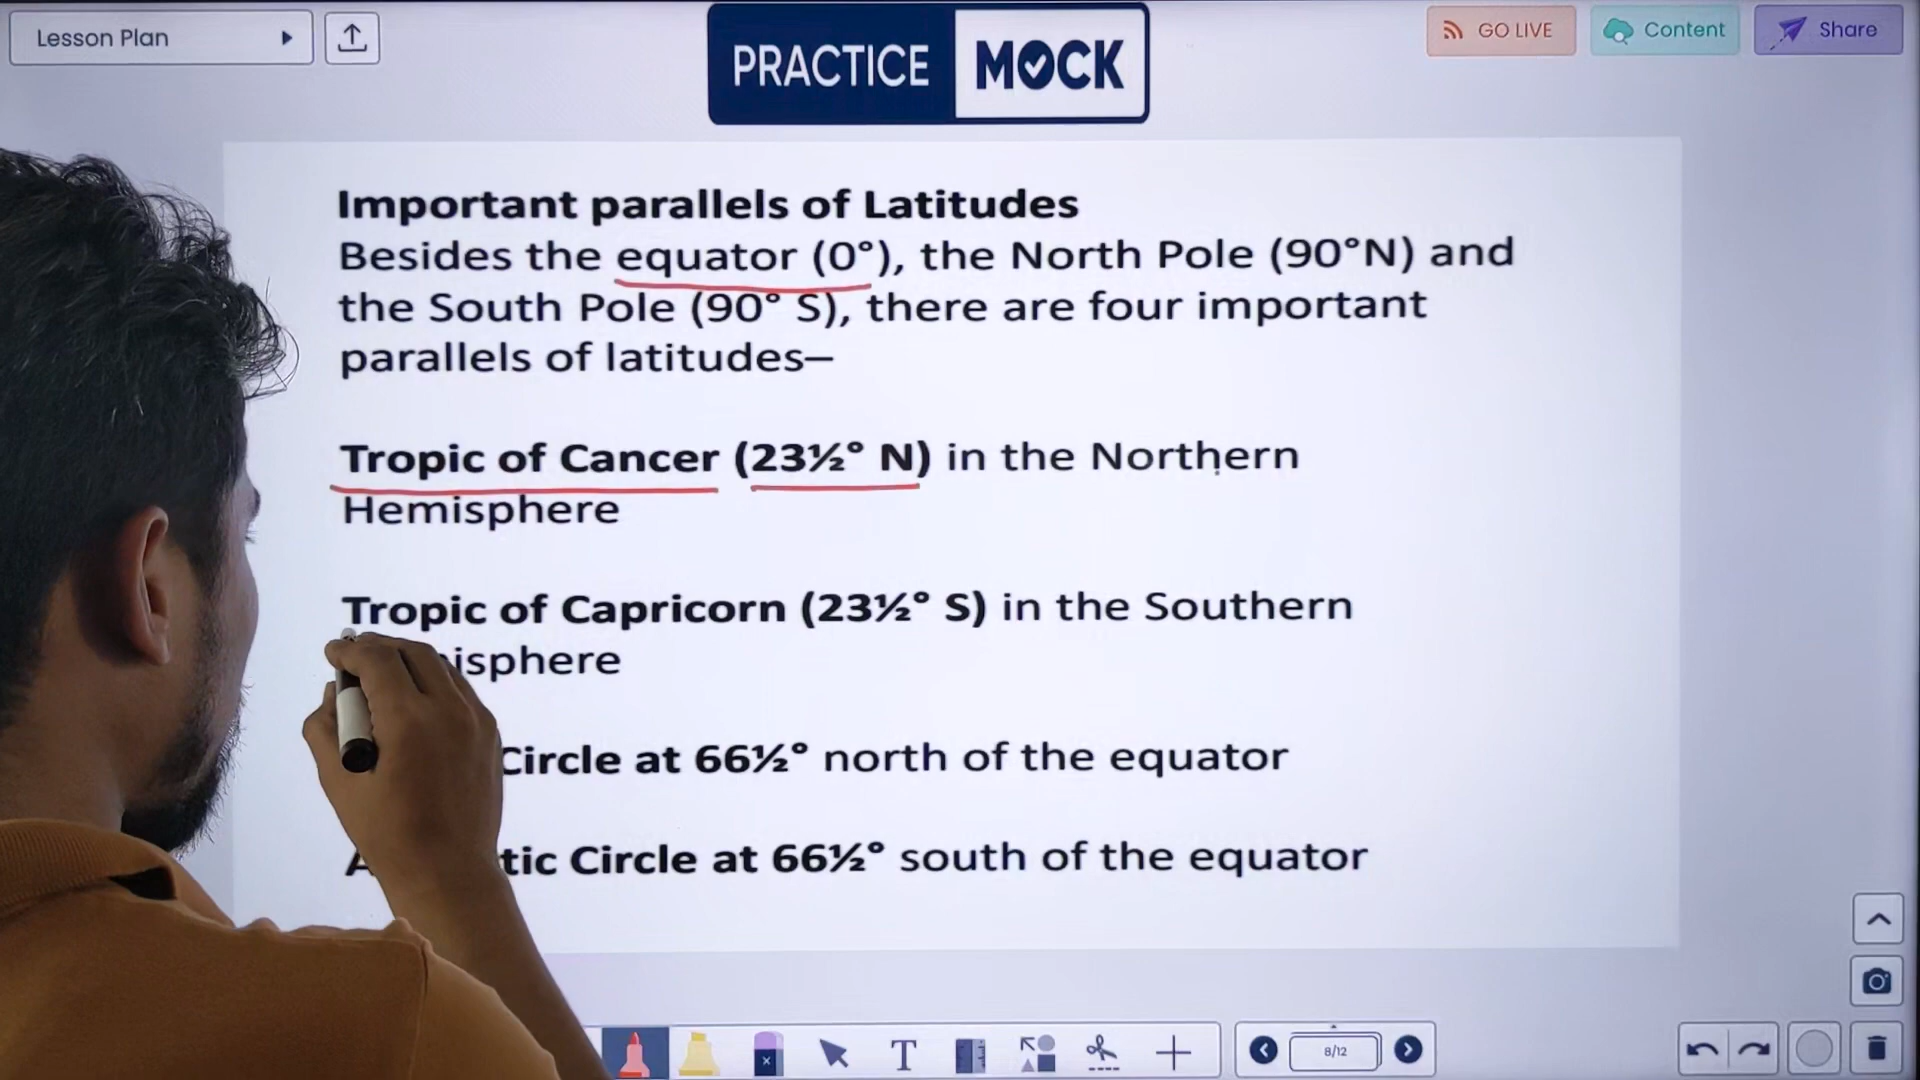 Lesson Plan
PRACTICE MOCK
GO LIVE
Content
Share
Important parallels of Latitudes
Besides the equator (0°), the North Pole (90°N) and
the South Pole (90° S), there are four important
parallels of latitudes–
Tropic of Cancer (23½° N) in the Northern
Hemisphere
Tropic of Capricorn (23½° S) in the Southern
isphere
Circle at 66½° north of the equator
A tic Circle at 66½° south of the equator
T
8/12